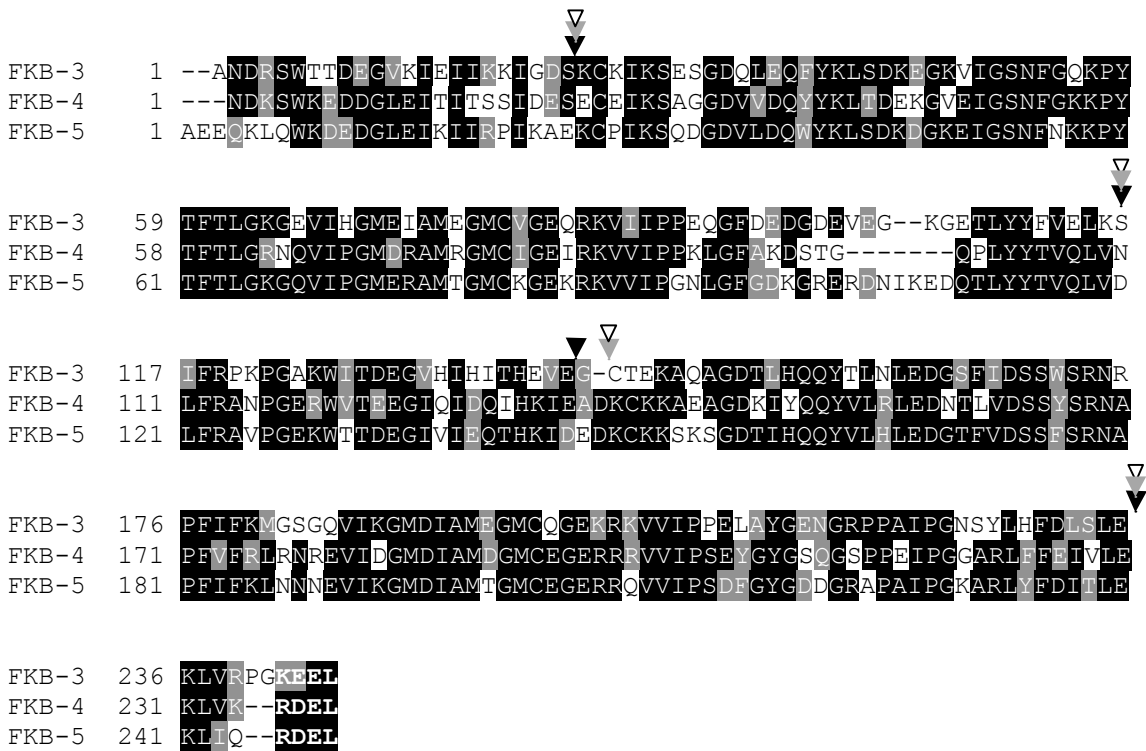 FKB-3 1 --ANDRSWTTDEGVKIEIIKKIGDSKCKIKSESGDQLEQFYKLSDKEGKVIGSNFGQKPY
FKB-4 1 ---NDKSWKEDDGLEITITSSIDESECEIKSAGGDVVDQYYKLTDEKGVEIGSNFGKKPY
FKB-5 1 AEEQKLQWKDEDGLEIKIIRPIKAEKCPIKSQDGDVLDQWYKLSDKDGKEIGSNFNKKPY
FKB-3 59 TFTLGKGEVIHGMEIAMEGMCVGEQRKVIIPPEQGFDEDGDEVEG--KGETLYYFVELKS
FKB-4 58 TFTLGRNQVIPGMDRAMRGMCIGEIRKVVIPPKLGFAKDSTG-------QPLYYTVQLVN
FKB-5 61 TFTLGKGQVIPGMERAMTGMCKGEKRKVVIPGNLGFGDKGRERDNIKEDQTLYYTVQLVD
FKB-3 117 IFRPKPGAKWITDEGVHIHITHEVEG-CTEKAQAGDTLHQQYTLNLEDGSFIDSSWSRNR
FKB-4 111 LFRANPGERWVTEEGIQIDQIHKIEADKCKKAEAGDKIYQQYVLRLEDNTLVDSSYSRNA
FKB-5 121 LFRAVPGEKWTTDEGIVIEQTHKIDEDKCKKSKSGDTIHQQYVLHLEDGTFVDSSFSRNA
FKB-3 176 PFIFKMGSGQVIKGMDIAMEGMCQGEKRKVVIPPELAYGENGRPPAIPGNSYLHFDLSLE
FKB-4 171 PFVFRLRNREVIDGMDIAMDGMCEGERRRVVIPSEYGYGSQGSPPEIPGGARLFFEIVLE
FKB-5 181 PFIFKLNNNEVIKGMDIAMTGMCEGERRQVVIPSDFGYGDDGRAPAIPGKARLYFDITLE
FKB-3 236 KLVRPGKEEL
FKB-4 231 KLVK--RDEL
FKB-5 241 KLIQ--RDEL